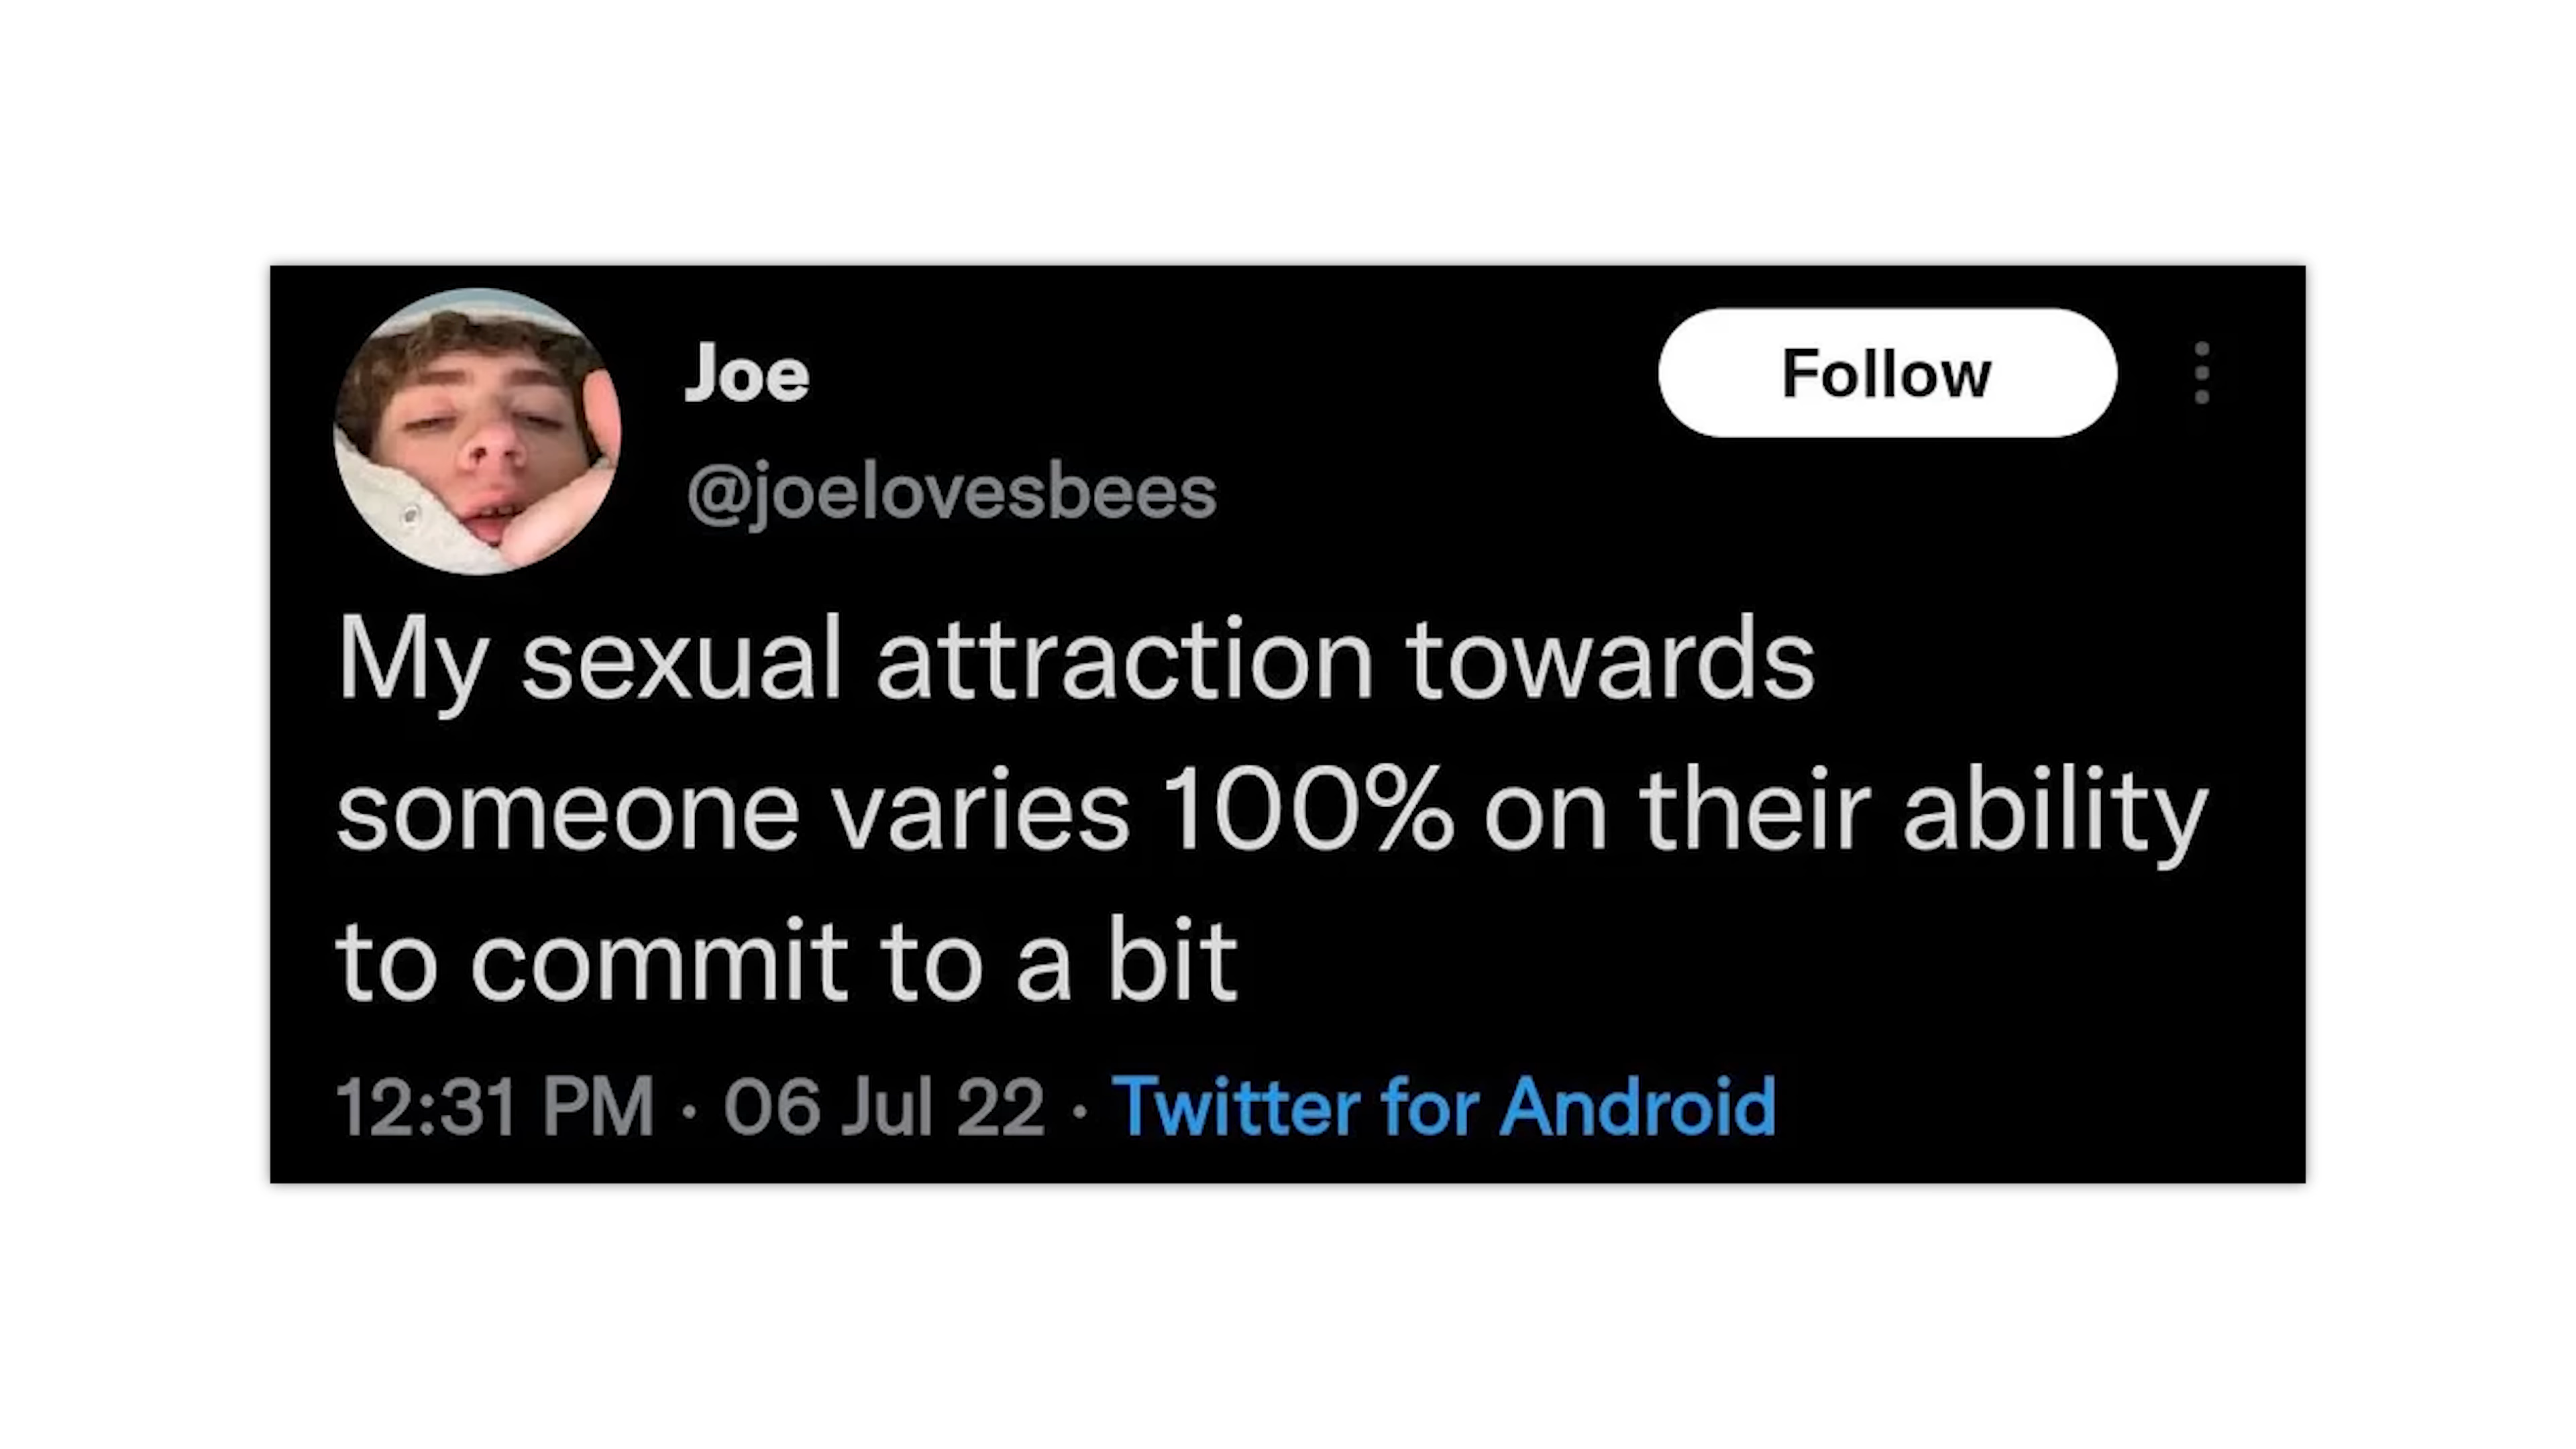 Joe
Follow
@joelovesbees
My sexual attraction towards
someone varies 100% on their ability
to commit to a bit
12:31 PM · 06 Jul 22 · Twitter for Android